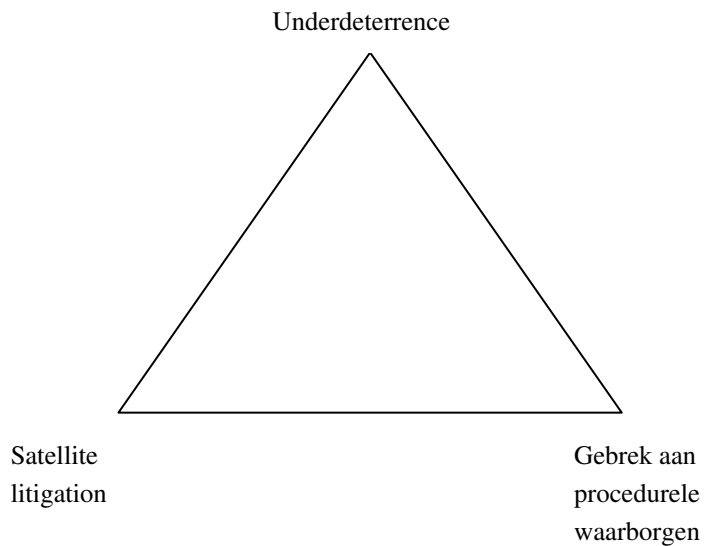 Underdeterrence
Satellite
litigation
Gebrek aan
procedurele
waarborgen